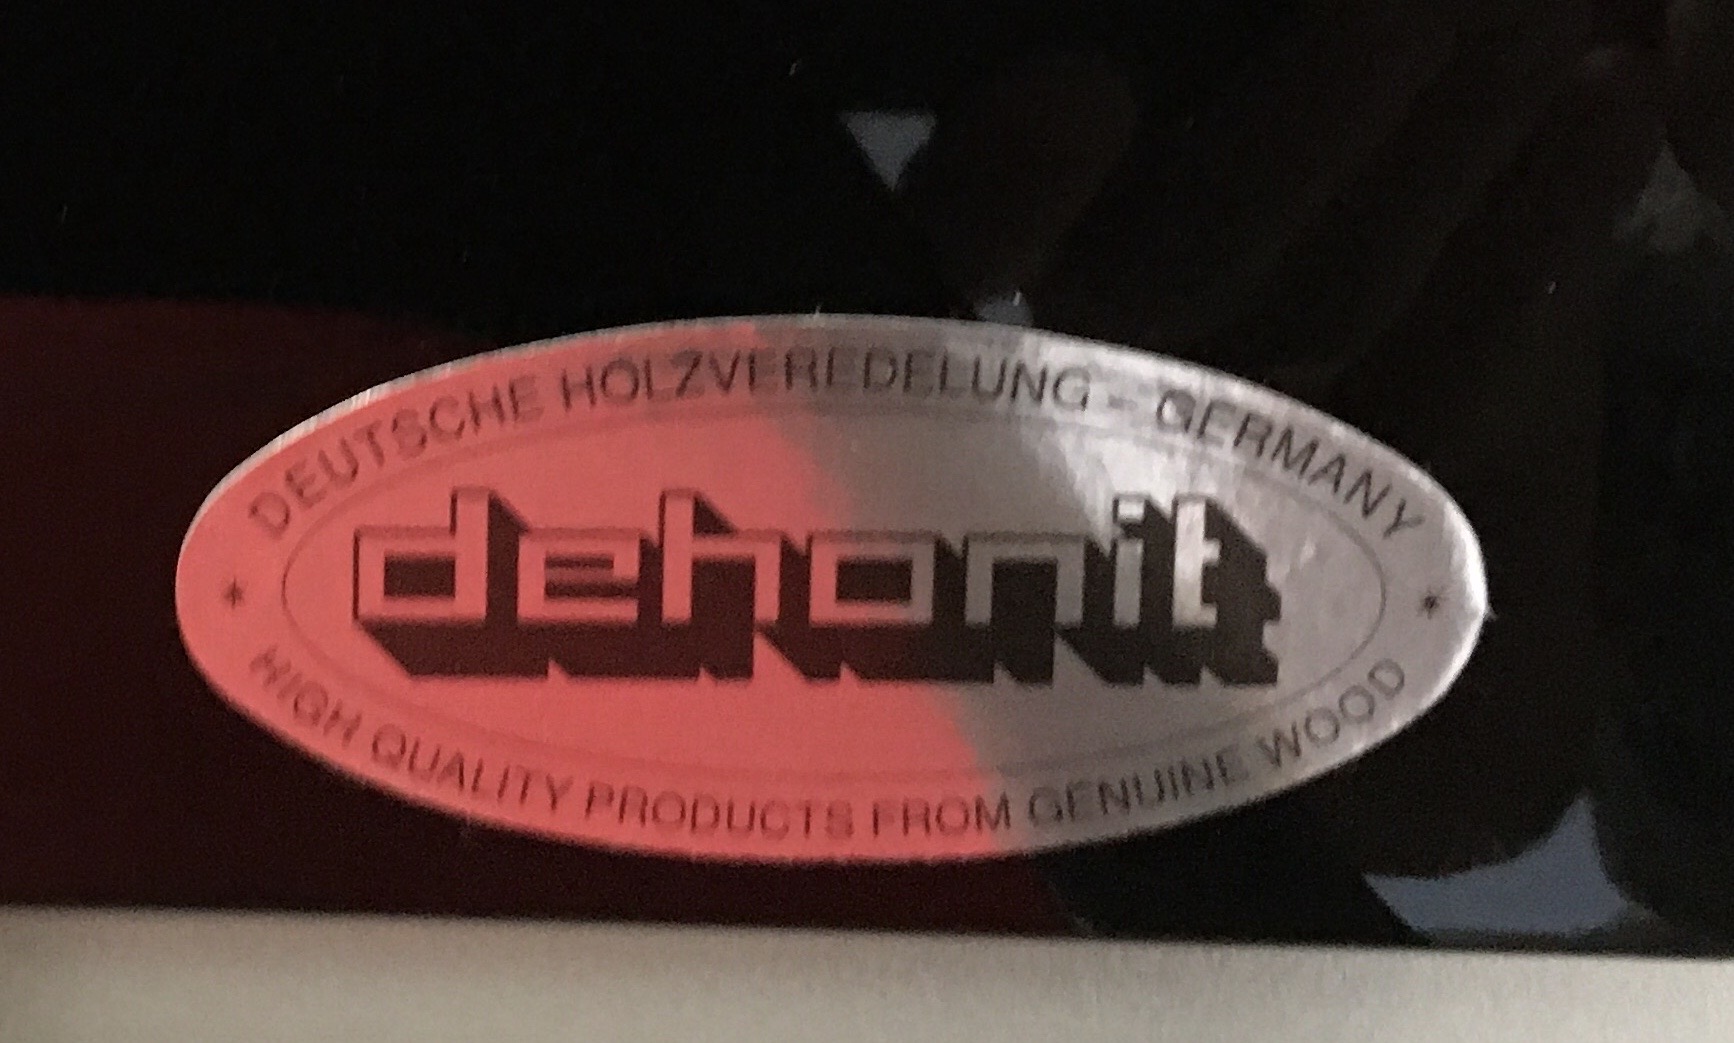 DEUTSCHE HOLZVEREDELUNG – GERMANY
dehonit
HIGH QUALITY PRODUCTS FROM GENUINE WOOD